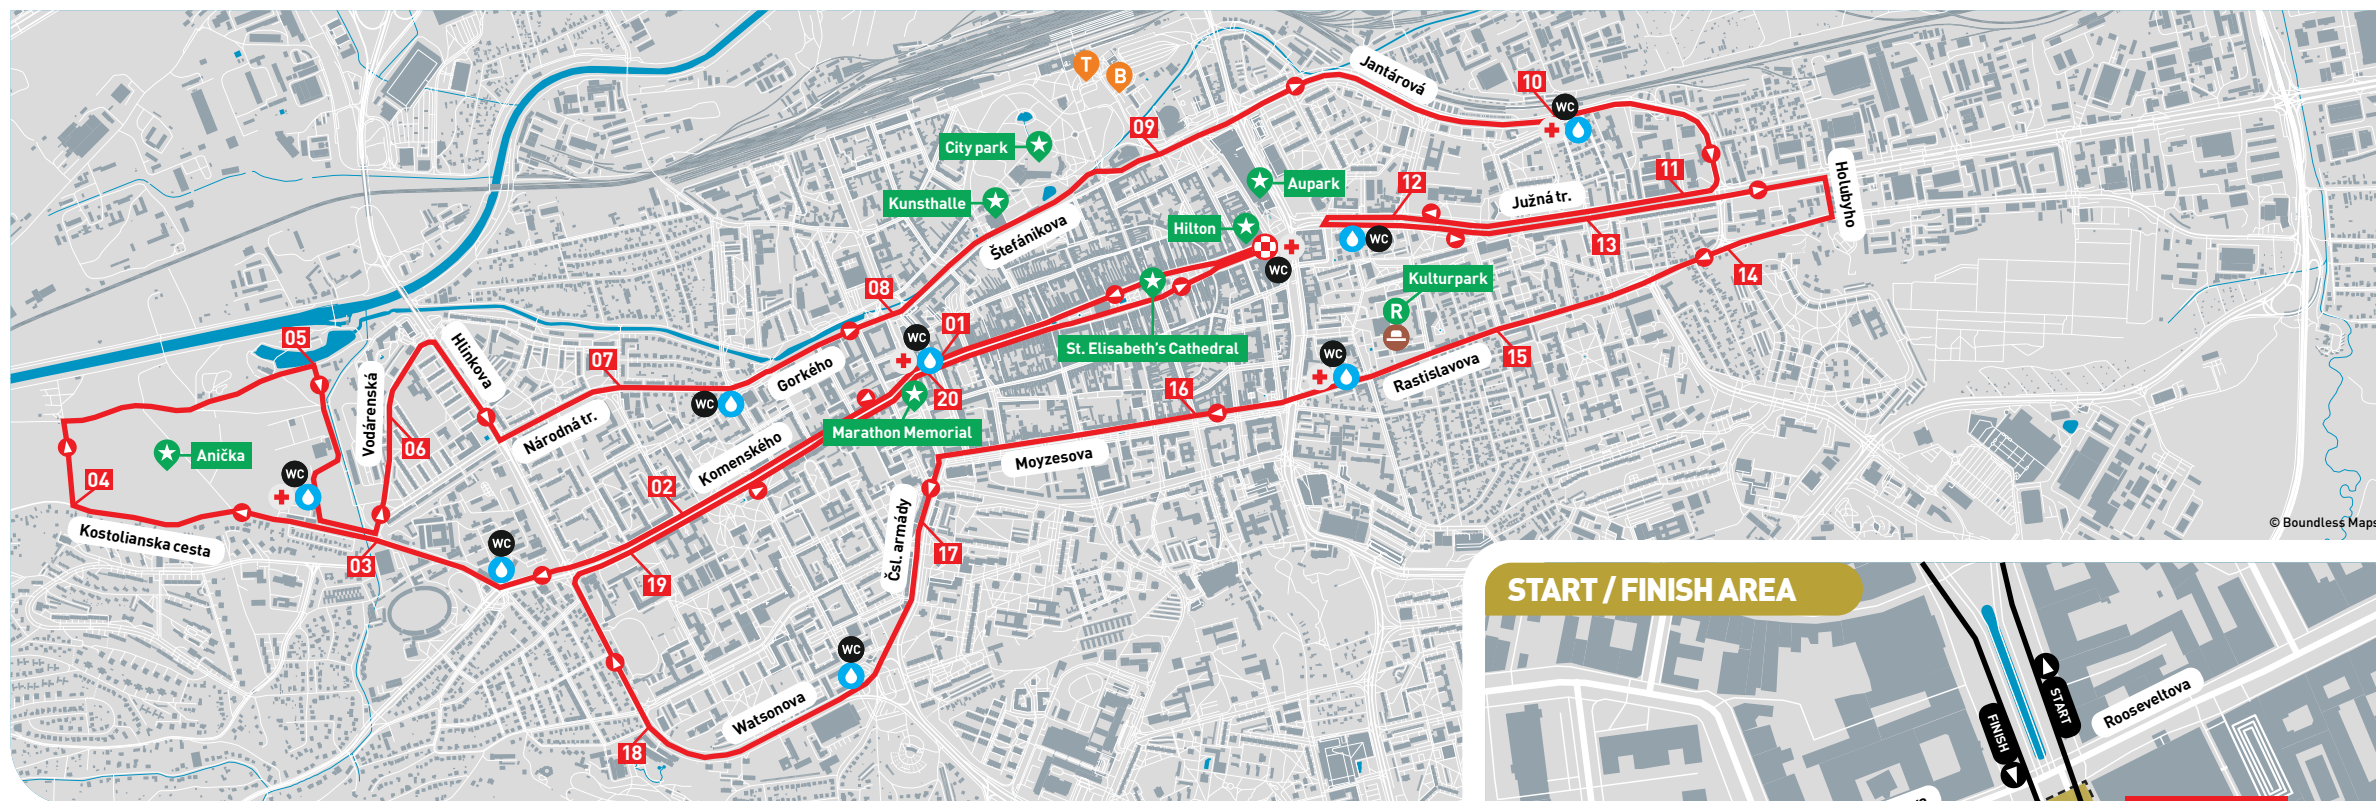 T
B
Jantárová
10
WC
09
City park
Aupark
Kunsthalle
12
11
Holubyho
Južná tr.
Štefánikova
Hilton
WC
13
14
WC
Kulturpark
R
08
01
05
WC
St. Elisabeth's Cathedral
15
Hlinkova
07
Gorkého
WC
Rastislavova
16
20
WC
Vodárenská
Národná tr.
Marathon Memorial
06
Anička
Komenského
Moyzesova
04
WC
02
Kostolianska cesta
Čsl. armády
© Boundless Maps
WC
03
17
19
START / FINISH AREA
WC
Watsonova
18
START
FINISH
Rooseveltova